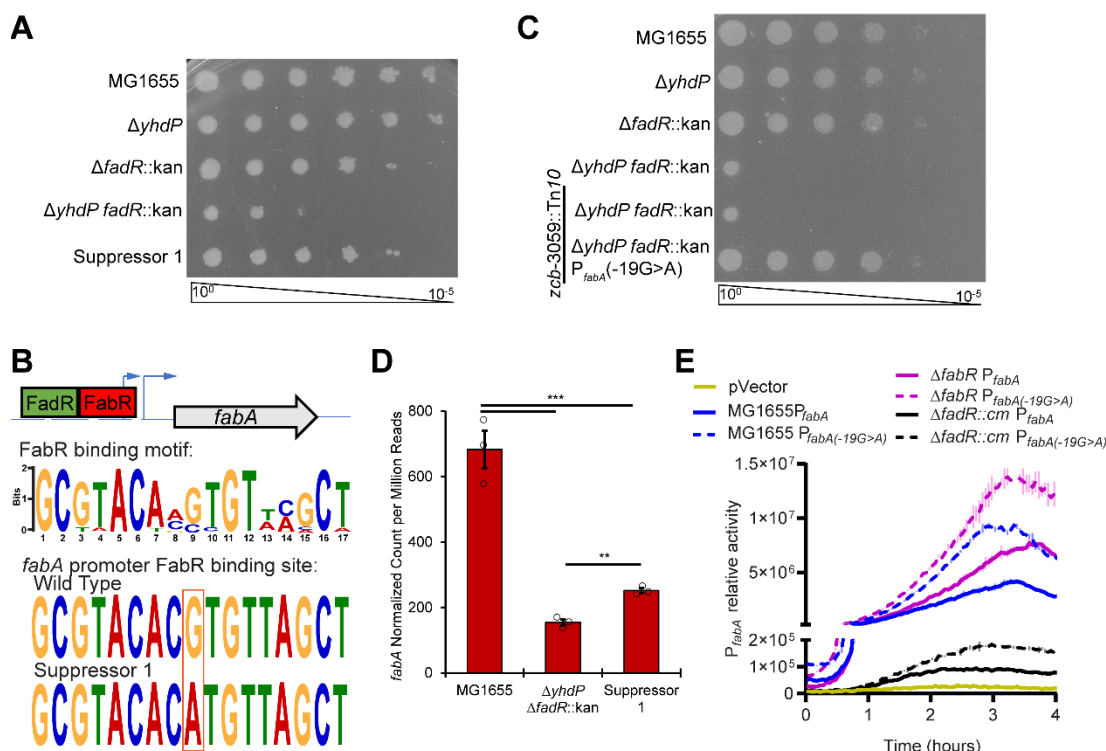 A
MG1655
ΔyhdP
ΔfadR::kan
ΔyhdP fadR::kan
Suppressor 1
10⁰ 10⁻⁵
C
MG1655
ΔyhdP
ΔfadR::kan
ΔyhdP fadR::kan
zcb-3059::Tn10
ΔyhdP fadR::kan
ΔyhdP fadR::kan
PfabA(-19G>A)
10⁰ 10⁻⁵
B
FadR FabR
fabA
FabR binding motif:
2
1
0
Bits
GCGTACAAGTGTTCGCT
1 2 3 4 5 6 7 8 9 10 11 12 13 14 15 16 17
fabA promoter FabR binding site:
Wild Type
GCGTACACGTGTTAGCT
Suppressor 1
GCGTACACATGTTAGCT
D
fabA Normalized Count per Million Reads
800
600
400
200
0
***
**
MG1655
ΔyhdP
ΔfadR::kan
Suppressor
1
E
pVector
MG1655PfabA
MG1655 PfabA(-19G>A)
ΔfabR PfabA
ΔfabR PfabA(-19G>A)
ΔfadR::cm PfabA
ΔfadR::cm PfabA(-19G>A)
PfabA relative activity
1.5×10⁷
1×10⁷
5×10⁶
2×10⁵
1×10⁵
0
0 1 2 3 4
Time (hours)